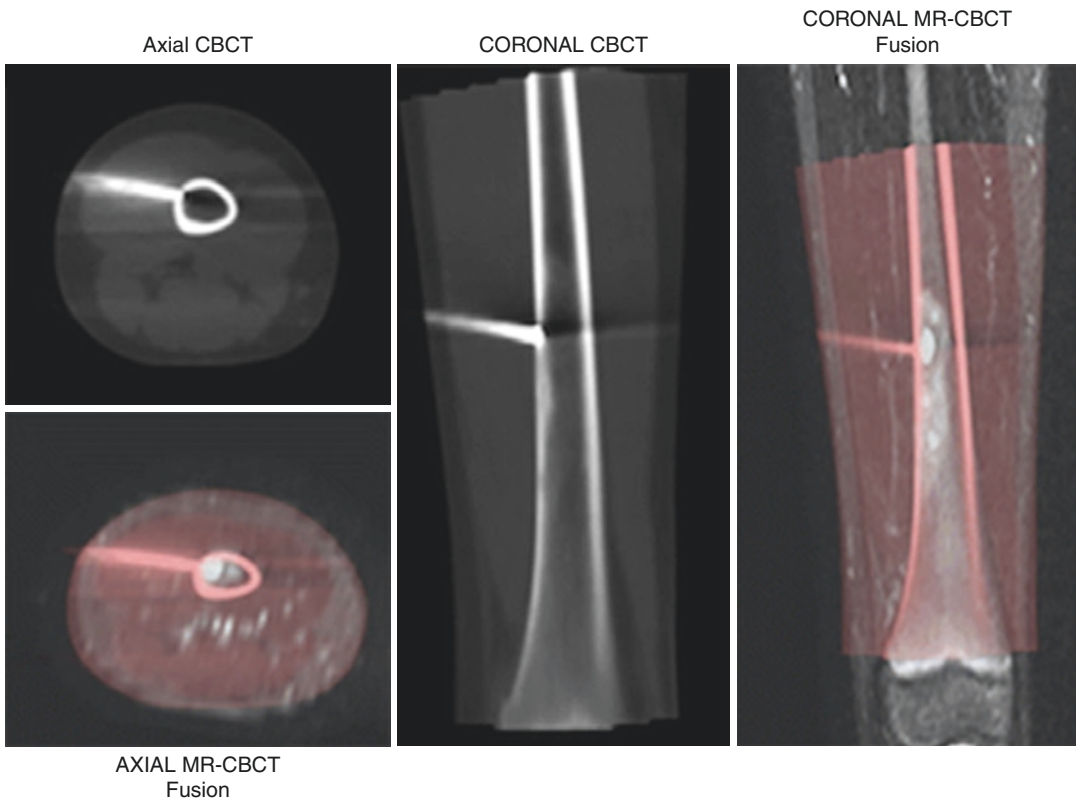 Axial CBCT
CORONAL CBCT
CORONAL MR-CBCT
Fusion
AXIAL MR-CBCT
Fusion